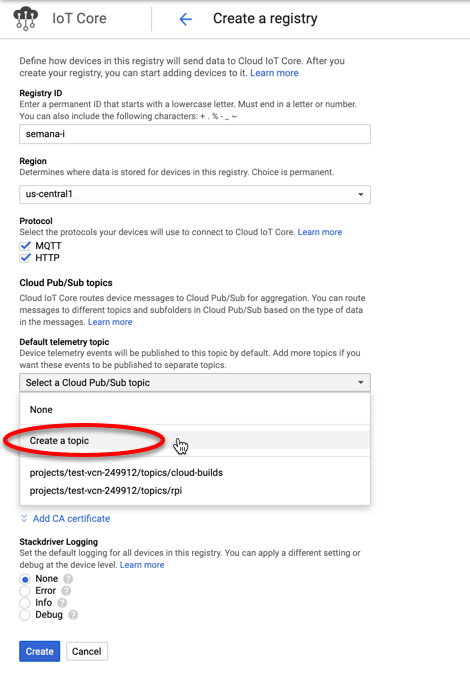 IoT Core
Create a registry
Define how devices in this registry will send data to Cloud IoT Core. After you
create your registry, you can start adding devices to it. Learn more
Registry ID
Enter a permanent ID that starts with a lowercase letter. Must end in a letter or number.
You can also include the following characters: + . % - _ ~
semana-i
Region
Determines where data is stored for devices in this registry. Choice is permanent.
us-central1
Protocol
Select the protocols your devices will use to connect to Cloud IoT Core. Learn more
MQTT
HTTP
Cloud Pub/Sub topics
Cloud IoT Core routes device messages to Cloud Pub/Sub for aggregation. You can route
messages to different topics and subfolders in Cloud Pub/Sub based on the type of data
in the messages. Learn more
Default telemetry topic
Device telemetry events will be published to this topic by default. Add more topics if you
want these events to be published to separate topics.
Select a Cloud Pub/Sub topic
None
Create a topic
projects/test-vcn-249912/topics/cloud-builds
projects/test-vcn-249912/topics/rpi
Add CA certificate
Stackdriver Logging
Set the default logging for all devices in this registry. You can apply a different setting or
debug at the device level. Learn more
None ?
Error ?
Info ?
Debug ?
Create Cancel